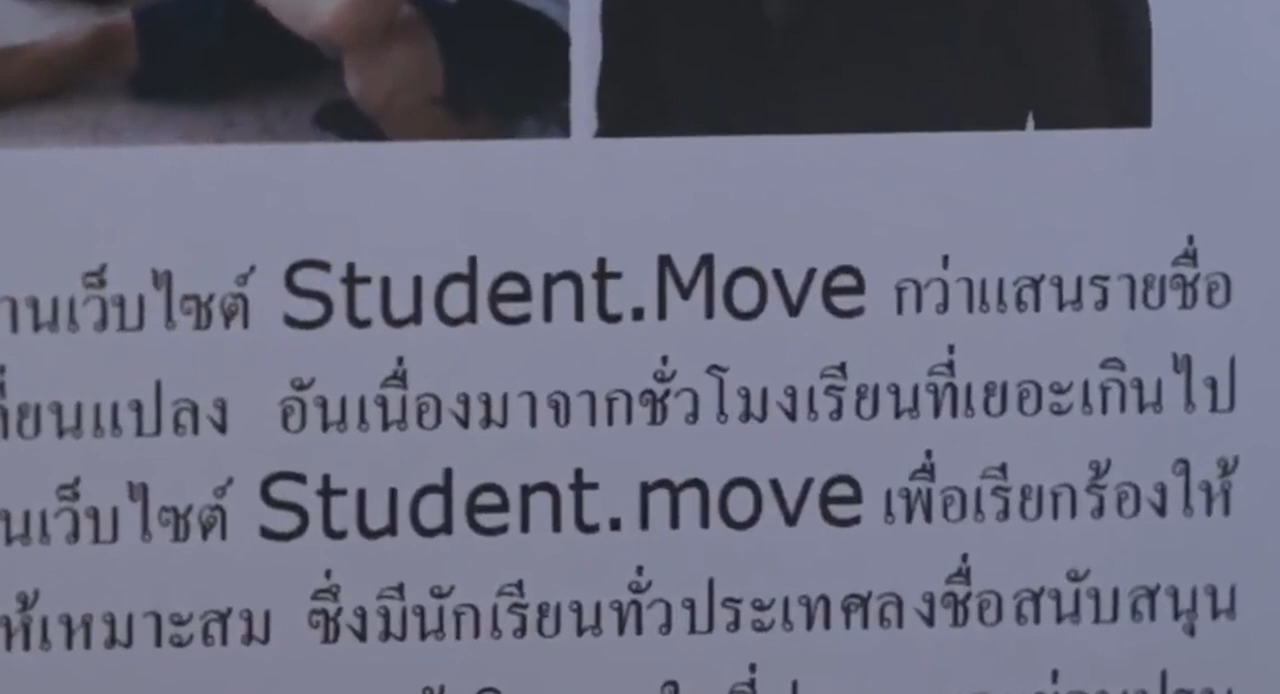 านเว็บไซต์ Student.Move กว่าแสนรายชื่อ
ี่ยนแปลง อันเนื่องมาจากชั่วโมงเรียนที่เยอะเกินไป
นเว็บไซต์ Student.move เพื่อเรียกร้องให้
ห้เหมาะสม ซึ่งมีนักเรียนทั่วประเทศลงชื่อสนับสนุน